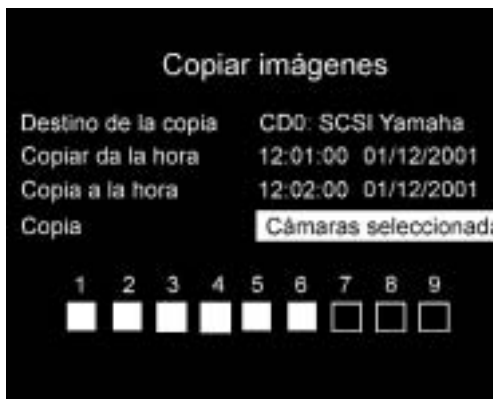 Copiar imágenes
Destino de la copia CD0: SCSI Yamaha
Copiar da la hora 12:01:00 01/12/2001
Copia a la hora 12:02:00 01/12/2001
Copia Cámaras seleccionada
1 2 3 4 5 6 7 8 9